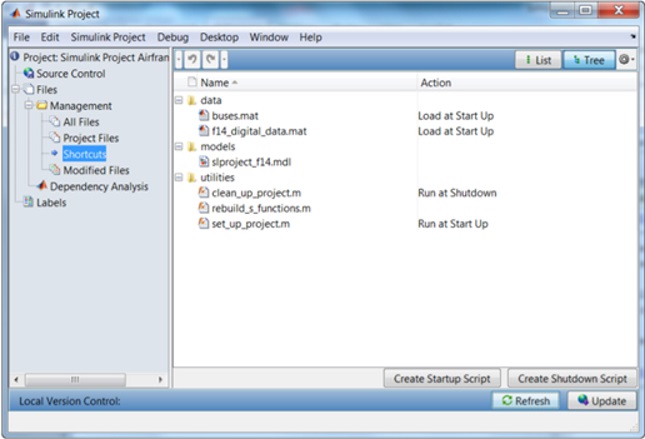 Simulink Project
File Edit Simulink Project Debug Desktop Window Help
Project: Simulink Project Airfran
Source Control
Files
Management
All Files
Project Files
Shortcuts
Modified Files
Dependency Analysis
Labels
List
Tree
Name
Action
data
buses.mat Load at Start Up
f14_digital_data.mat Load at Start Up
models
slproject_f14.mdl
utilities
clean_up_project.m Run at Shutdown
rebuild_s_functions.m
set_up_project.m Run at Start Up
Create Startup Script
Create Shutdown Script
Local Version Control:
Refresh
Update